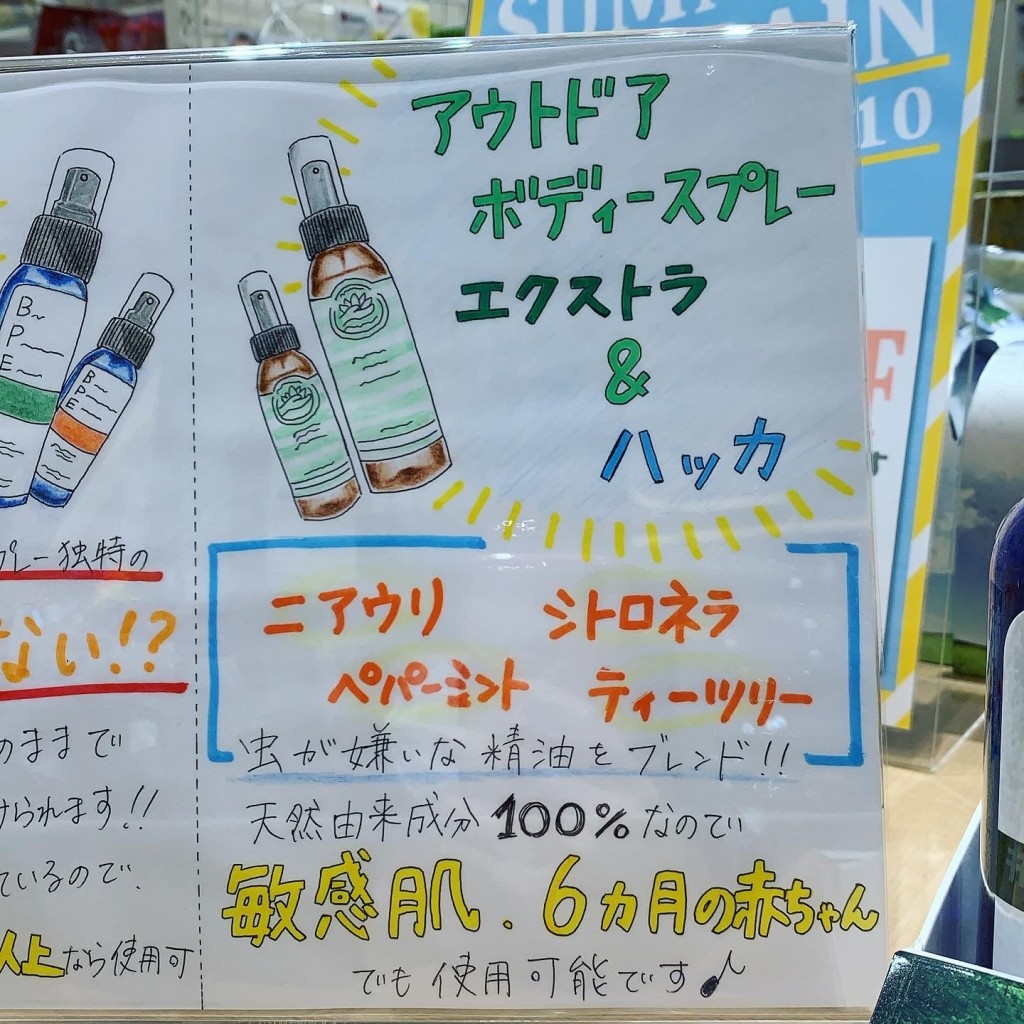 アウトドア
ボディースプレー
エクストラ
&
ハッカ
ニアウリ シトロネラ
ペパーミント ティーツリー
虫が嫌いな精油をブレンド!!
天然由来成分100%なので
敏感肌.6カ月の赤ちゃん
でも使用可能です♪
B
P
E
B
P
E
プレー独特の
ない!?
のままで
けられます!!
ているので.
人上なら使用可
SUM
IN
10
F